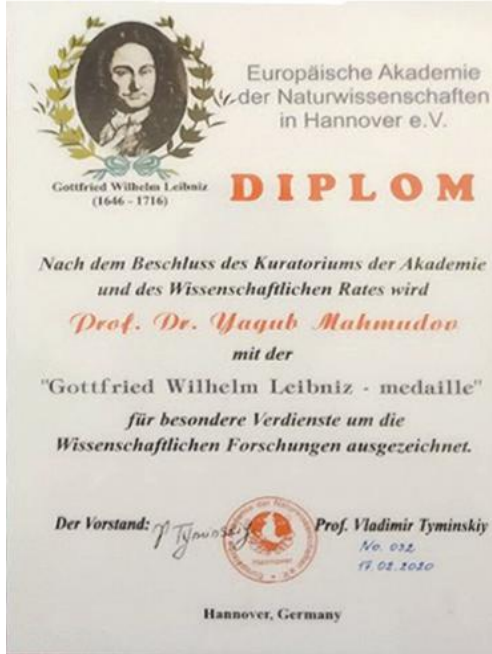 Europäische Akademie
der Naturwissenschaften
in Hannover e.V.
Gottfried Wilhelm Leibniz
(1646 - 1716)
DIPLOM
Nach dem Beschluss des Kuratoriums der Akademie
und des Wissenschaftlichen Rates wird
Prof. Dr. Yaqub Mahmudov
mit der
"Gottfried Wilhelm Leibniz - medaille"
für besondere Verdienste um die
Wissenschaftlichen Forschungen ausgezeichnet.
Der Vorstand:
Prof. Vladimir Tyminskiy
No. 032
17.02.2020
Hannover, Germany